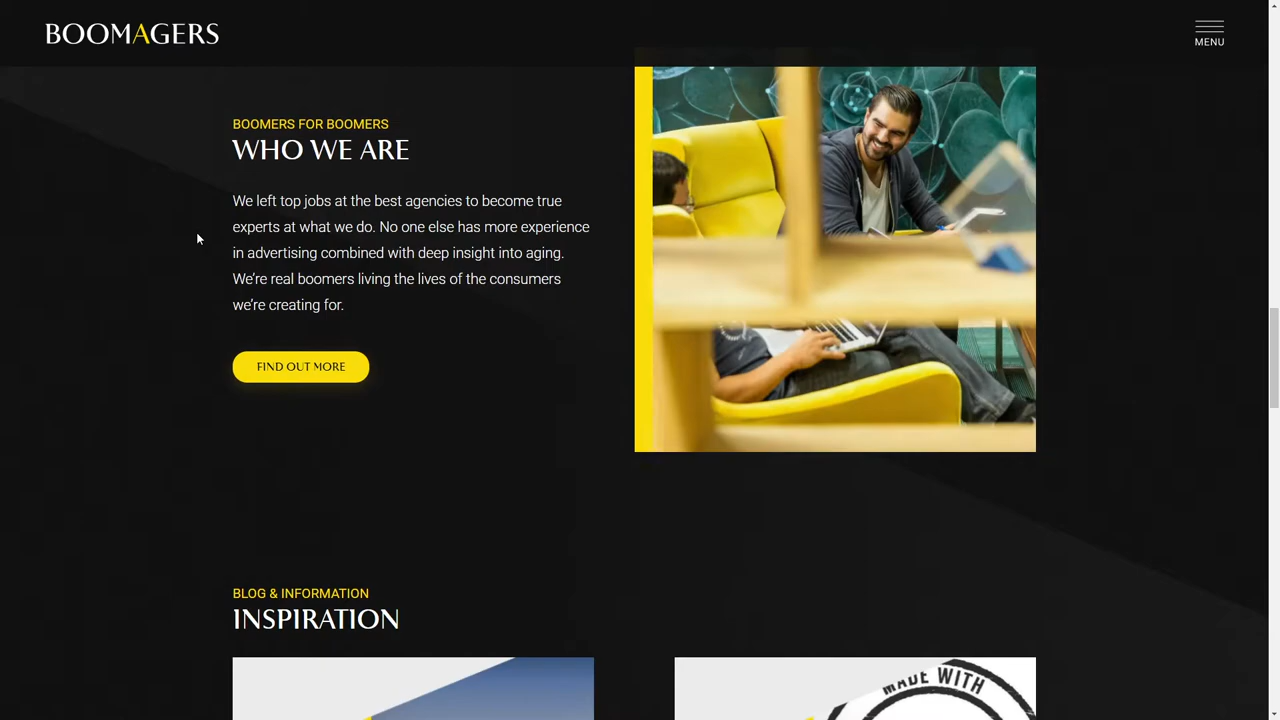 BOOMAGERS
MENU
BOOMERS FOR BOOMERS
WHO WE ARE
We left top jobs at the best agencies to become true
experts at what we do. No one else has more experience
in advertising combined with deep insight into aging.
We’re real boomers living the lives of the consumers
we’re creating for.
FIND OUT MORE
BLOG & INFORMATION
INSPIRATION
MADE WITH